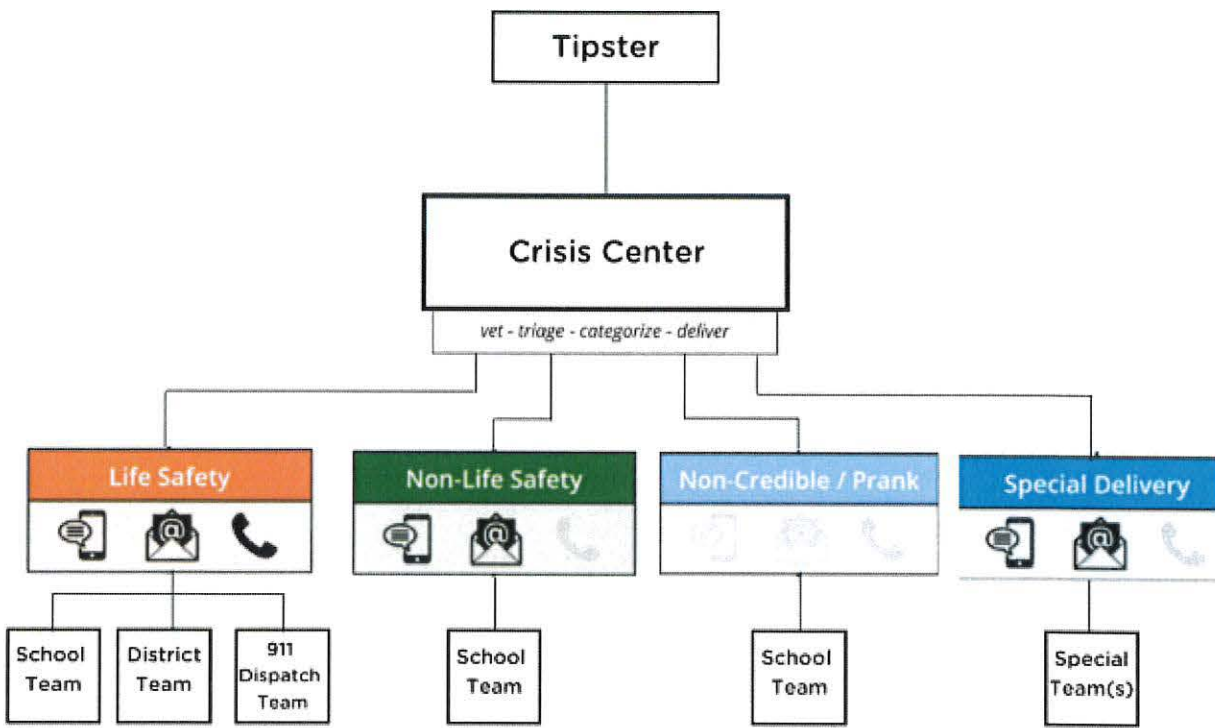 Tipster
Crisis Center
vet - triage - categorize - deliver
Life Safety
Non-Life Safety
Non-Credible / Prank
Special Delivery
@
@
@
School
Team
District
Team
911
Dispatch
Team
School
Team
School
Team
Special
Team(s)